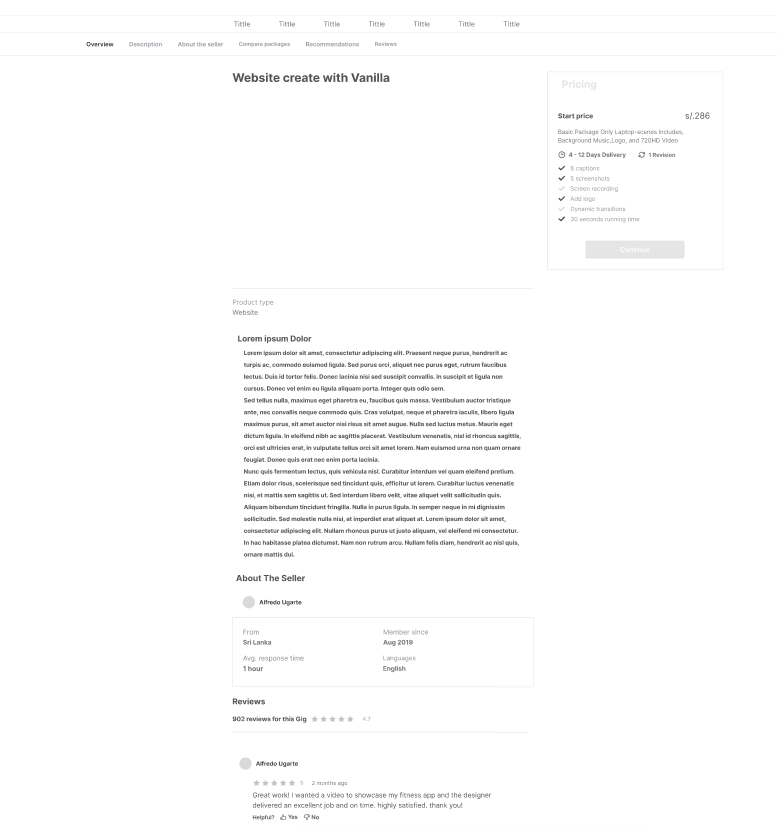 Tittle Tittle Tittle Tittle Tittle Tittle Tittle
Overview Description About the seller Compare packages Recommendations Reviews
Website create with Vanilla
Pricing
Start price s/.286
Basic Package Only Laptop-scenes Includes,
Background Music,Logo, and 720HD Video
4 - 12 Days Delivery 1 Revision
8 captions
9 screenshots
Screen recording
Add logo
Dynamic transitions
30 seconds running time
Continue
Product type
Website
Lorem ipsum Dolor
Lorem ipsum dolor sit amet, consectetur adipiscing elit. Praesent neque purus, hendrerit ac
turpis ac, commodo euismod ligula. Sed purus orci, aliquet nec purus eget, rutrum faucibus
lectus. Duis id tortor felis. Donec lacinia nisi sed suscipit convallis. In suscipit et ligula non
cursus. Donec vel enim eu ligula aliquam porta. Integer quis odio sem.
Sed tellus nulla, maximus eget pharetra eu, faucibus quis massa. Vestibulum auctor tristique
ante, nec convallis neque commodo quis. Cras volutpat, neque et pharetra iaculis, libero ligula
maximus purus, sit amet auctor nisi risus sit amet augue. Nulla sed luctus metus. Mauris eget
dictum ligula. In eleifend nibh ac sagittis placerat. Vestibulum venenatis, nisl id rhoncus sagittis,
orci est ultricies erat, in vulputate tellus orci sit amet lorem. Nam euismod urna non quam ornare
feugiat. Donec quis erat nec enim porta lacinia.
Nunc quis fermentum lectus, quis vehicula nisl. Curabitur interdum vel quam eleifend pretium.
Etiam dolor risus, scelerisque sed tincidunt quis, efficitur ut lorem. Curabitur luctus venenatis
nisi, et mattis sem sagittis ut. Sed interdum libero velit, vitae aliquet velit sollicitudin quis.
Aliquam bibendum tincidunt fringilla. Nulla in purus ligula. In semper neque in mi dignissim
sollicitudin. Sed molestie nulla nisi, at imperdiet erat aliquet at. Lorem ipsum dolor sit amet,
consectetur adipiscing elit. Nullam rhoncus purus ut justo aliquam, vel eleifend mi consectetur.
In hac habitasse platea dictumst. Nam non rutrum arcu. Nullam felis diam, hendrerit ac nisl quis,
ornare mattis dui.
About The Seller
Alfredo Ugarte
From Member since
Sri Lanka Aug 2019
Avg. response time Languages
1 hour English
Reviews
902 reviews for this Gig 4.7
Alfredo Ugarte
5 2 months ago
Great work! I wanted a video to showcase my fitness app and the designer
delivered an excellent job and on time. highly satisfied. thank you!
Helpful? Yes No